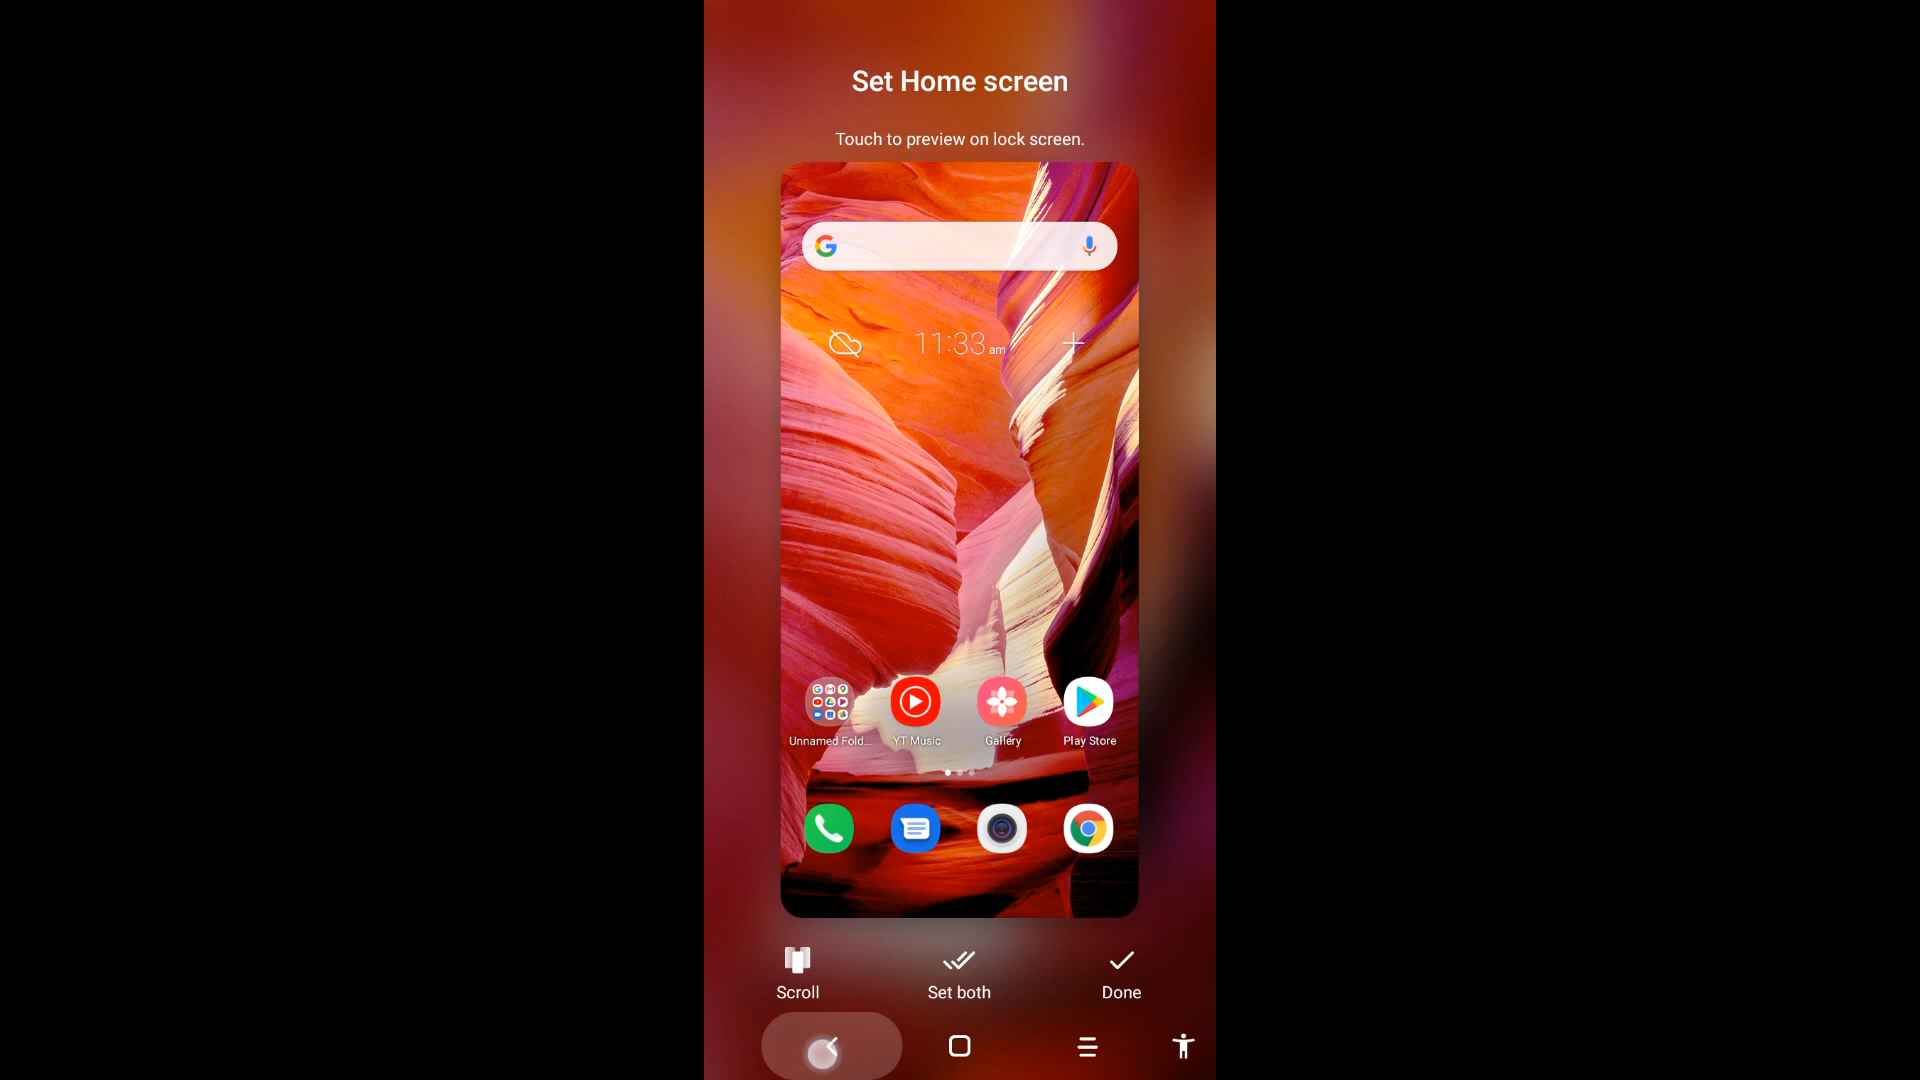 Set Home screen
Touch to preview on lock screen.
11:33 am
Unnamed Fold... YT Music Gallery Play Store
Scroll Set both Done